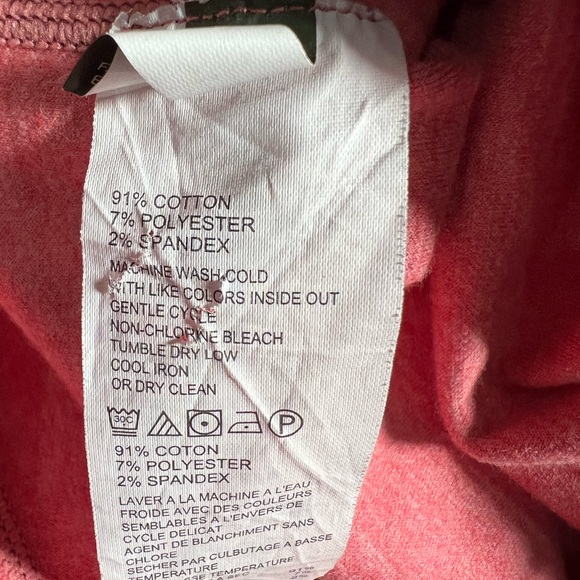 91% COTTON
7% POLYESTER
2% SPANDEX
MACHINE WASH COLD
WITH LIKE COLORS INSIDE OUT
GENTLE CYCLE
NON-CHLORINE BLEACH
TUMBLE DRY LOW
COOL IRON
OR DRY CLEAN
30C P
91% COTON
7% POLYESTER
2% SPANDEX
LAVER A LA MACHINE A L'EAU
FROIDE AVEC DES COULEURS
SEMBLABLES A L'ENVERS DE
CYCLE DELICAT
AGENT DE BLANCHIMENT SANS
CHLORE
SECHER PAR CULBUTAGE A BASSE
TEMPERATURE
TEMPERATURE